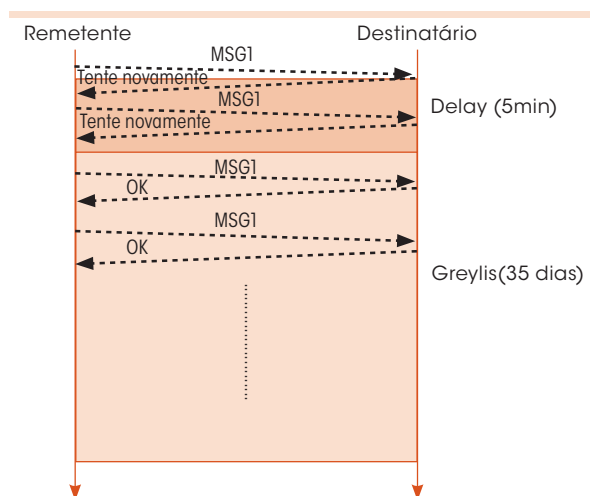 Remetente
Destinatário
MSG1
Tente novamente
MSG1
Delay (5min)
Tente novamente
MSG1
OK
MSG1
OK
Greylis(35 dias)